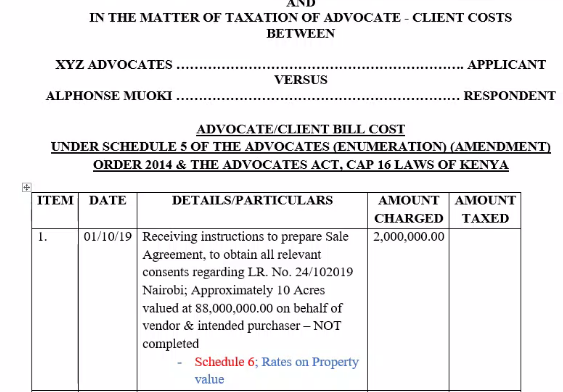 AND
IN THE MATTER OF TAXATION OF ADVOCATE - CLIENT COSTS
BETWEEN
XYZ ADVOCATES ………………………………………………………. APPLICANT
VERSUS
ALPHONSE MUOKI ……………………………………………………… RESPONDENT
ADVOCATE/CLIENT BILL COST
UNDER SCHEDULE 5 OF THE ADVOCATES (ENUMERATION) (AMENDMENT)
ORDER 2014 & THE ADVOCATES ACT, CAP 16 LAWS OF KENYA
ITEM DATE DETAILS/PARTICULARS AMOUNT CHARGED AMOUNT TAXED
1. 01/10/19 Receiving instructions to prepare Sale 2,000,000.00
Agreement, to obtain all relevant
consents regarding LR. No. 24/102019
Nairobi; Approximately 10 Acres
valued at 88,000,000.00 on behalf of
vendor & intended purchaser – NOT
completed
- Schedule 6; Rates on Property
value